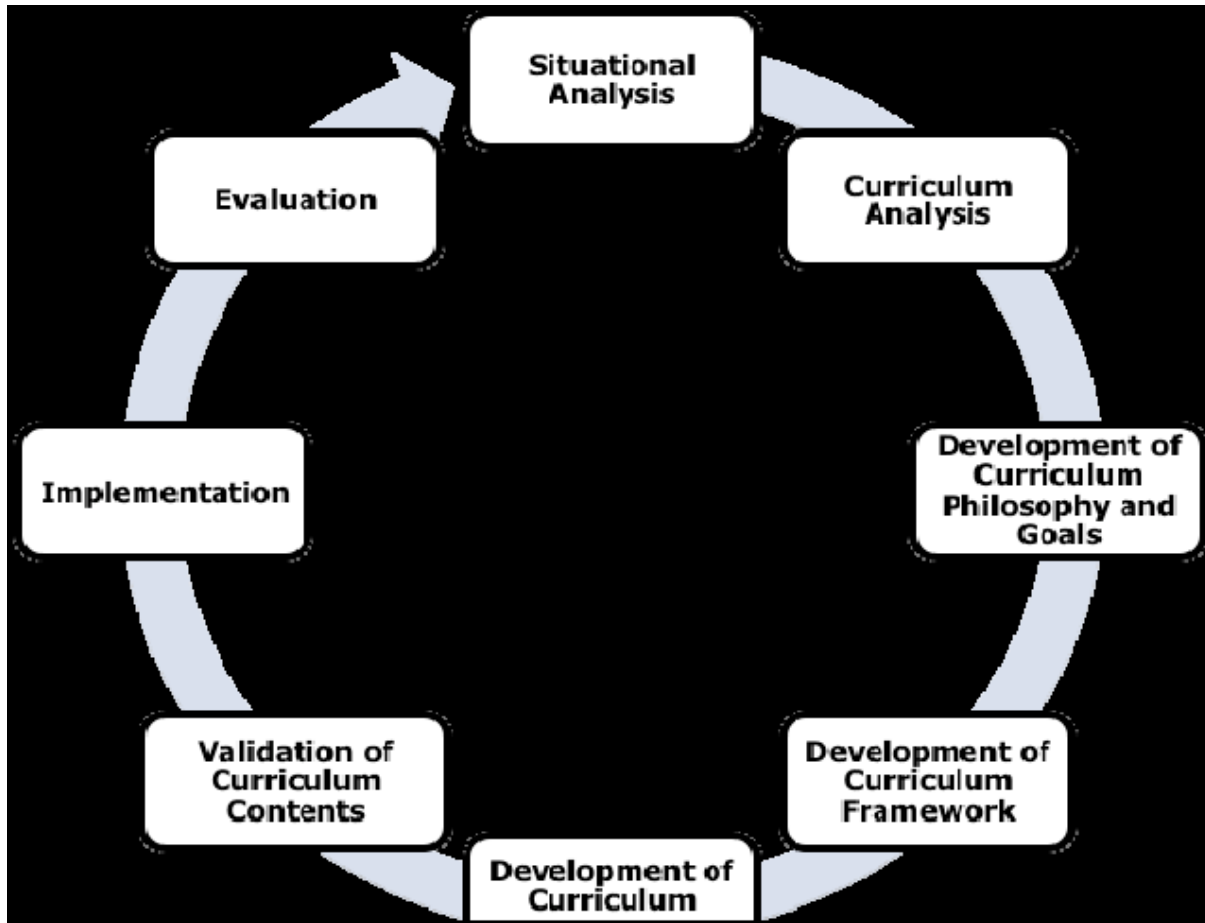 Situational
Analysis
Curriculum
Analysis
Development of
Curriculum
Philosophy and
Goals
Development of
Curriculum
Framework
Development of
Curriculum
Validation of
Curriculum
Contents
Implementation
Evaluation